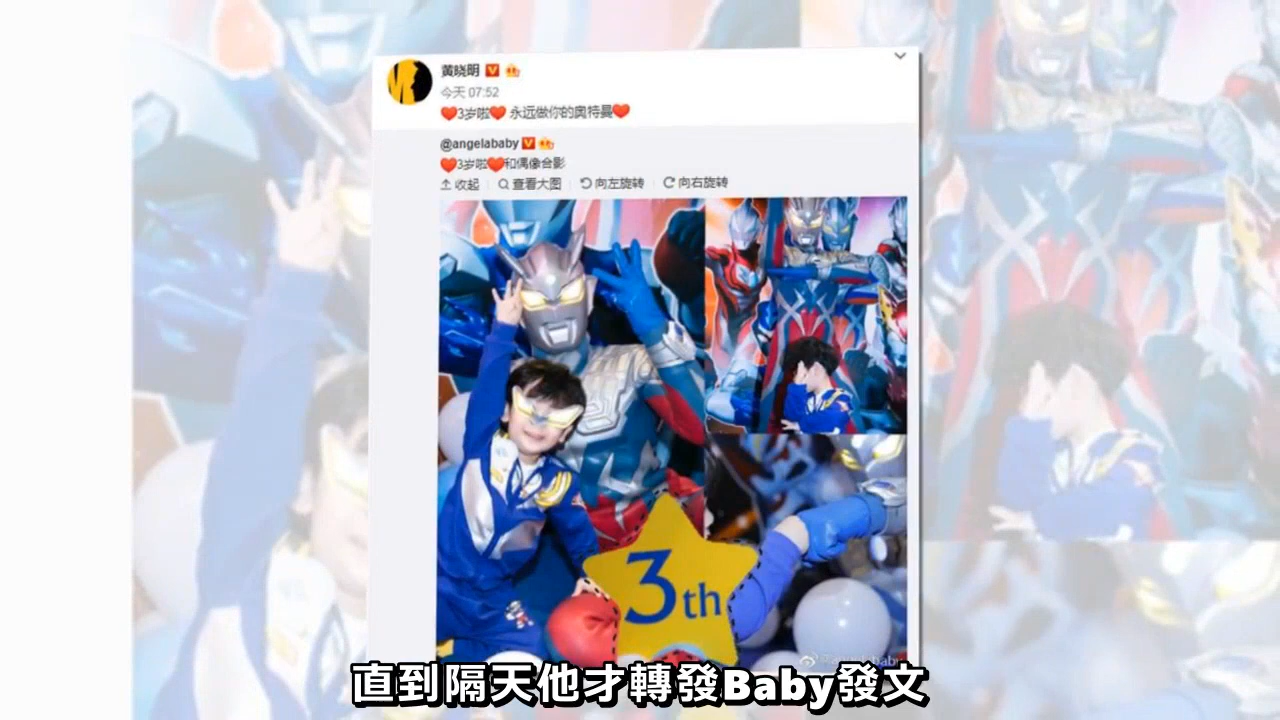 黄晓明
今天 07:52
❤3岁啦❤ 永远做你的奥特曼❤
@angelababy
❤3岁啦❤和偶像合影
收起 查看大图 向左旋转 向右旋转
3th
@angelababy
直到隔天他才轉發Baby發文